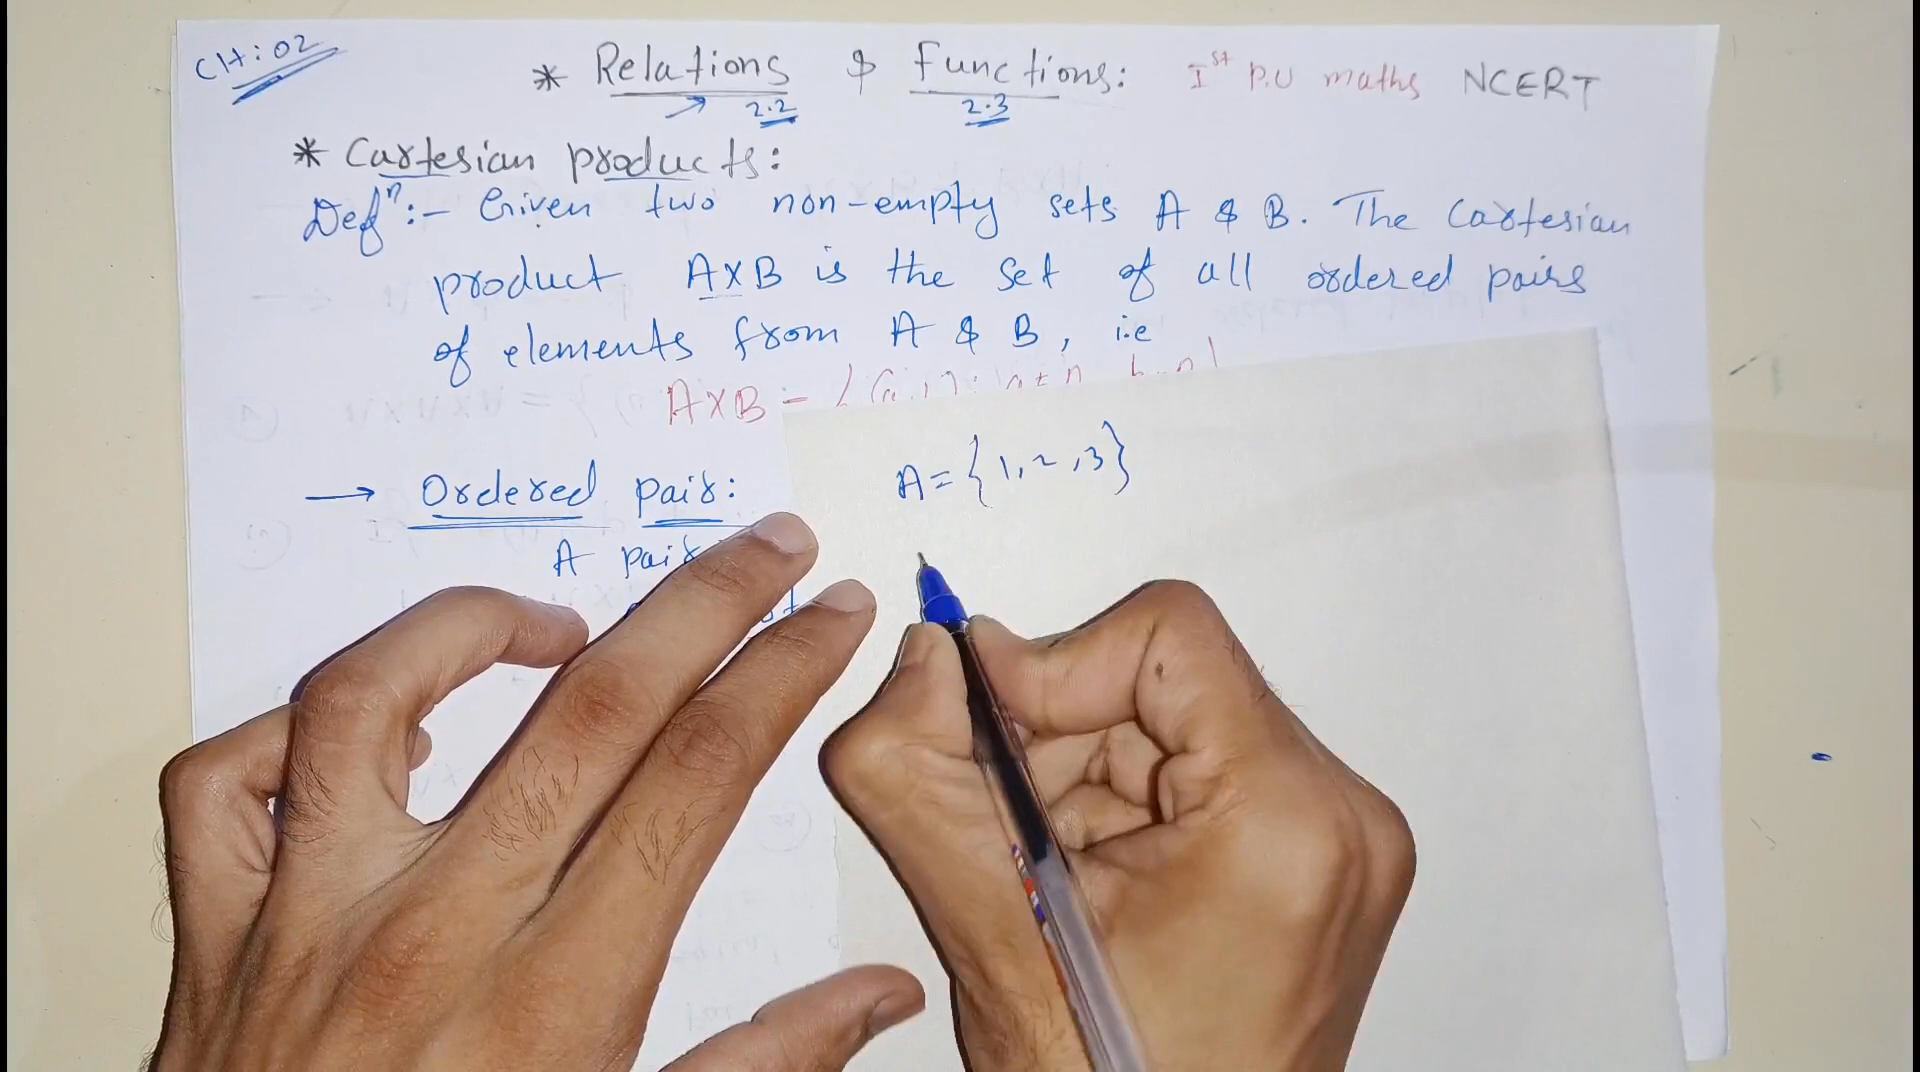 CH:02
* Relations & Functions: Ist P.U maths NCERT
→ 2.2 2.3
* Cartesian products:
Defn:- Given two non-empty sets A & B. The Cartesian
product AXB is the set of all ordered pairs
of elements from A & B, i.e
AXB =
A = {1, 2, 3}
→ Ordered pair:
A pair